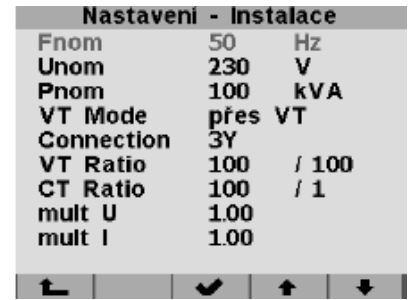 Nastaveni - Instalace
Fnom 50 Hz
Unom 230 V
Pnom 100 kVA
VT Mode přes VT
Connection 3Y
VT Ratio 100 / 100
CT Ratio 100 / 1
mult U 1.00
mult I 1.00